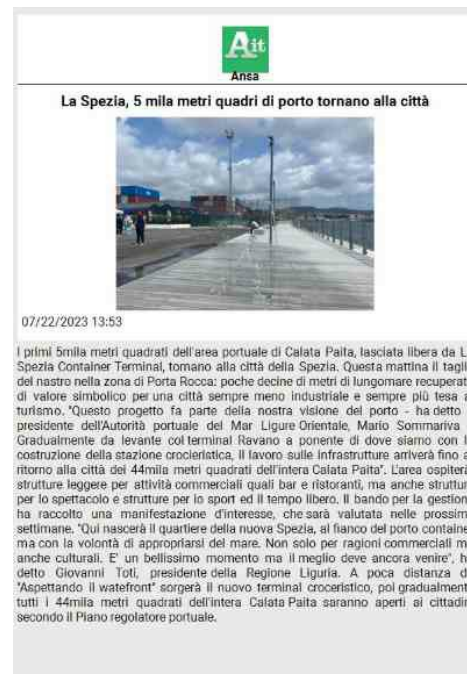 Ait
Ansa
La Spezia, 5 mila metri quadri di porto tornano alla città
07/22/2023 13:53
I primi 5mila metri quadrati dell'area portuale di Calata Paita, lasciata libera da L
Spezia Container Terminal, tornano alla città della Spezia. Questa mattina il tagli
del nastro nella zona di Porta Rocca: poche decine di metri di lungomare recuperat
di valore simbolico per una città sempre meno industriale e sempre più tesa a
turismo. "Questo progetto fa parte della nostra visione del porto - ha detto
presidente dell'Autorità portuale del Mar Ligure Orientale, Mario Sommariva
Gradualmente da levante col terminal Ravano a ponente di dove siamo con l
costruzione della stazione crocieristica, il lavoro sulle infrastrutture arriverà fino a
ritorno alla città dei 44mila metri quadrati dell'intera Calata Paita". L'area ospiterà
strutture leggere per attività commerciali quali bar e ristoranti, ma anche struttur
per lo spettacolo e strutture per lo sport ed il tempo libero. Il bando per la gestion
ha raccolto una manifestazione d'interesse, che sarà valutata nelle prossim
settimane. "Qui nascerà il quartiere della nuova Spezia, al fianco del porto containe
ma con la volontà di appropriarsi del mare. Non solo per ragioni commerciali m
anche culturali. E' un bellissimo momento ma il meglio deve ancora venire", h
detto Giovanni Toti, presidente della Regione Liguria. A poca distanza d
"Aspettando il watefront" sorgerà il nuovo terminal croceristico, poi gradualment
tutti i 44mila metri quadrati dell'intera Calata Paita saranno aperti ai cittadin
secondo il Piano regolatore portuale.